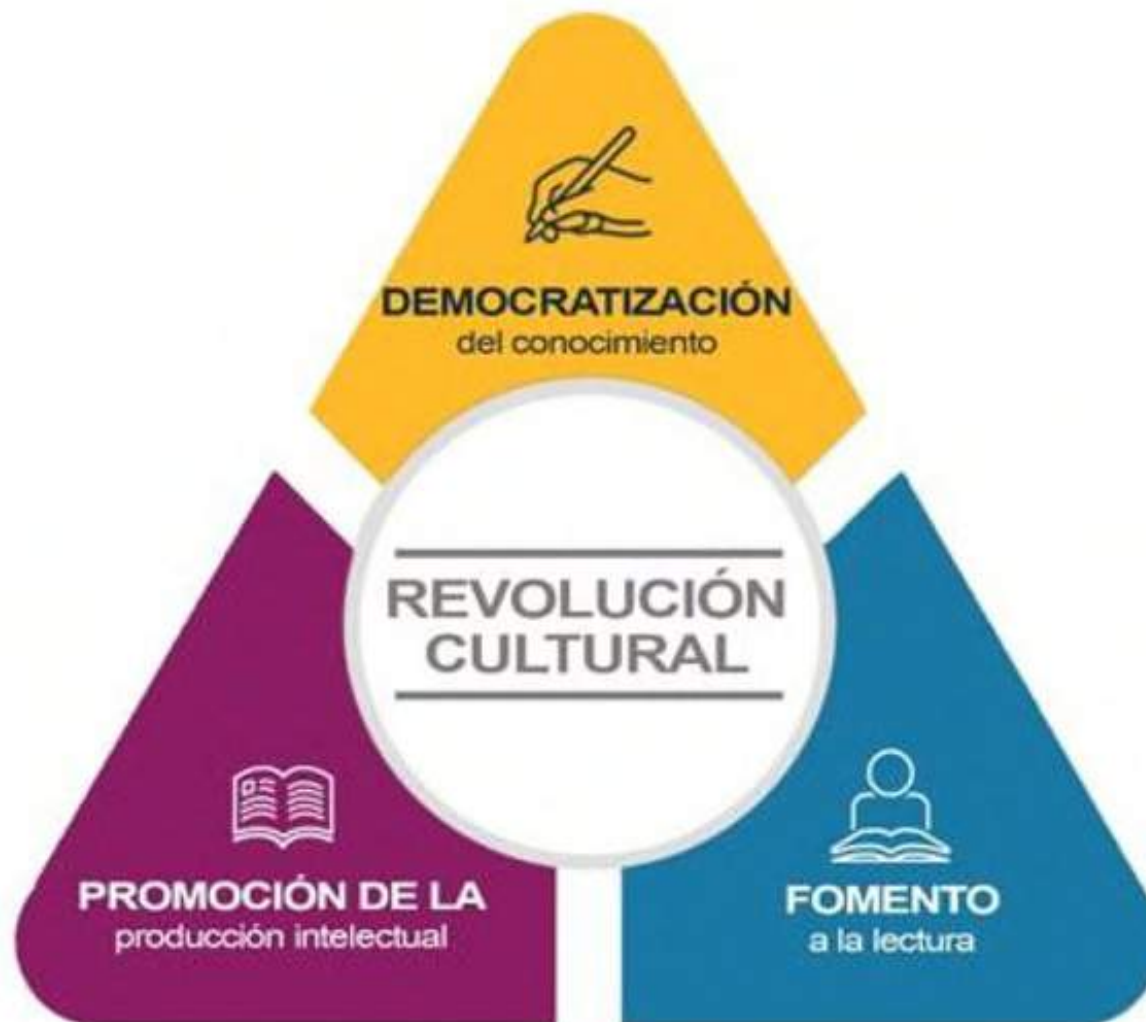 DEMOCRATIZACIÓN
del conocimiento
REVOLUCIÓN
CULTURAL
PROMOCIÓN DE LA
producción intelectual
FOMENTO
a la lectura